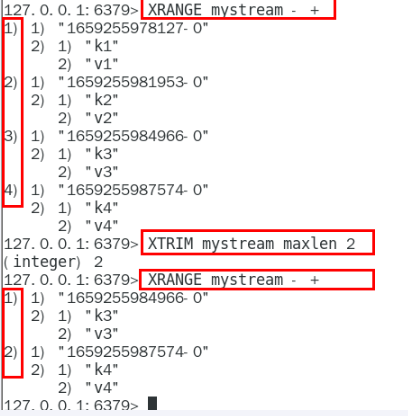 127.0.0.1:6379> XRANGE mystream - +
1) 1) "1659255978127-0"
2) 1) "k1"
2) "v1"
2) 1) "1659255981953-0"
2) 1) "k2"
2) "v2"
3) 1) "1659255984966-0"
2) 1) "k3"
2) "v3"
4) 1) "1659255987574-0"
2) 1) "k4"
2) "v4"
127.0.0.1:6379> XTRIM mystream maxlen 2
(integer) 2
127.0.0.1:6379> XRANGE mystream - +
1) 1) "1659255984966-0"
2) 1) "k3"
2) "v3"
2) 1) "1659255987574-0"
2) 1) "k4"
2) "v4"
127.0.0.1:6379>